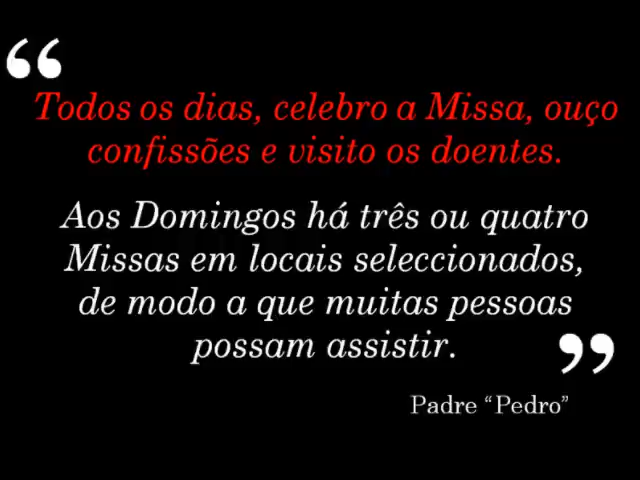 “
Todos os dias, celebro a Missa, ouço
confissões e visito os doentes.
Aos Domingos há três ou quatro
Missas em locais seleccionados,
de modo a que muitas pessoas
possam assistir.
”
Padre “Pedro”